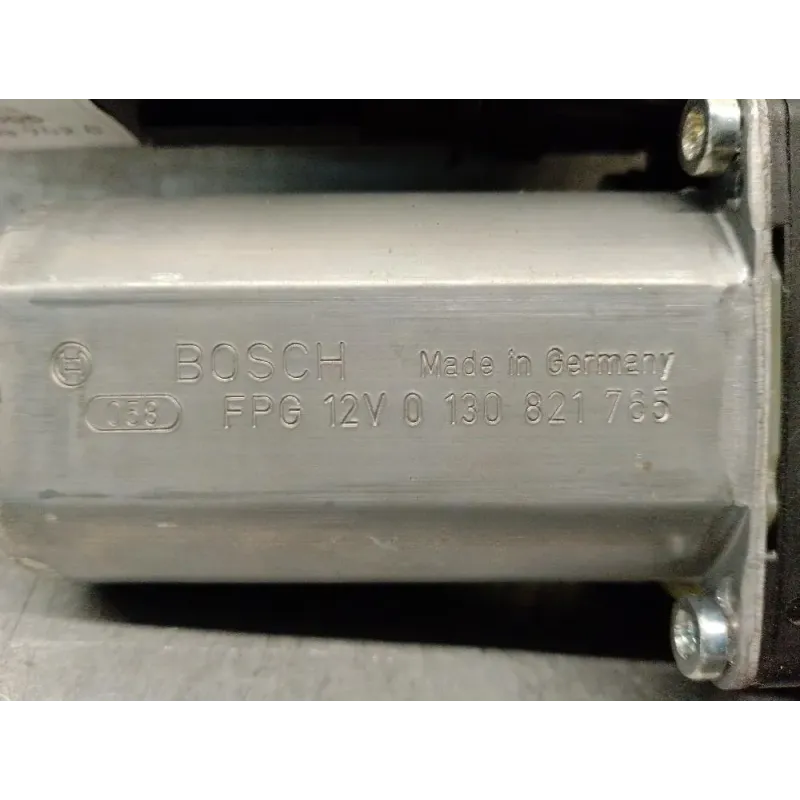 BOSCH Made in Germany
058 FPG 12V 0 130 821 765